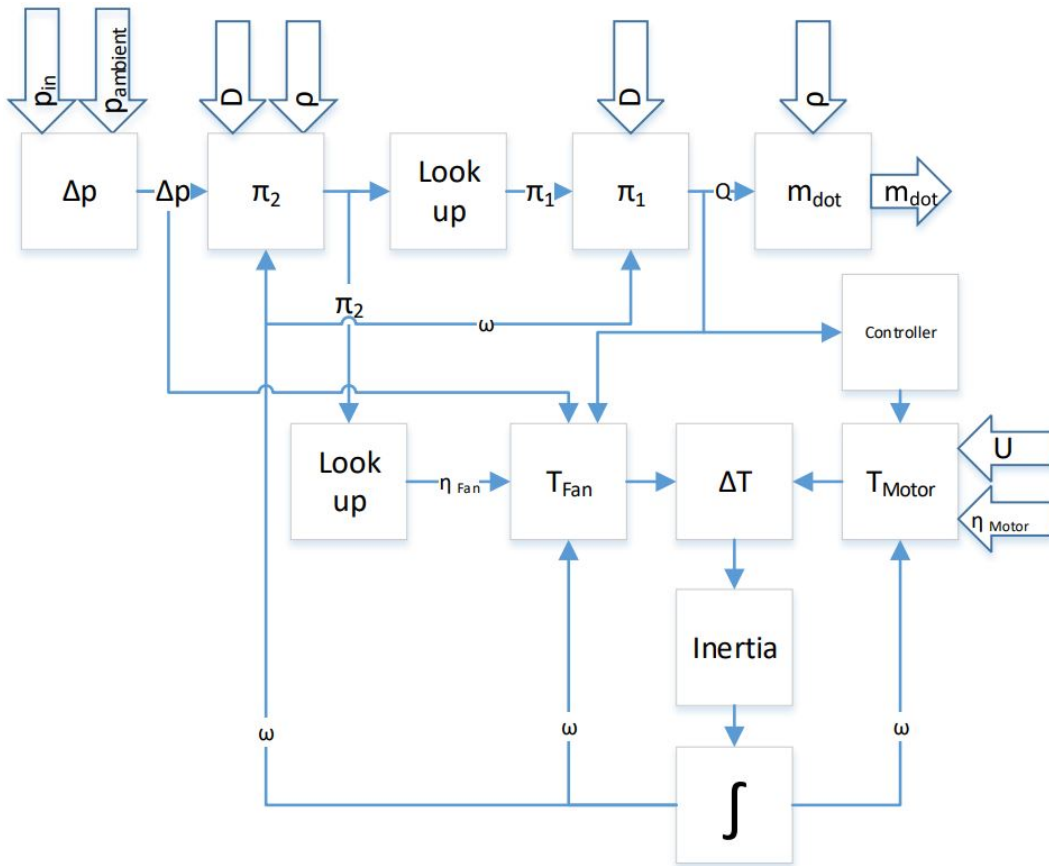 p_in
p_ambient
D
ρ
D
ρ
Δp
Δp
π₂
Look
up
π₁
π₁
Q
m_dot
m_dot
π₂
ω
Controller
Look
up
η Fan
T_Fan
ΔT
T_Motor
U
η Motor
Inertia
ω
ω
ω
∫